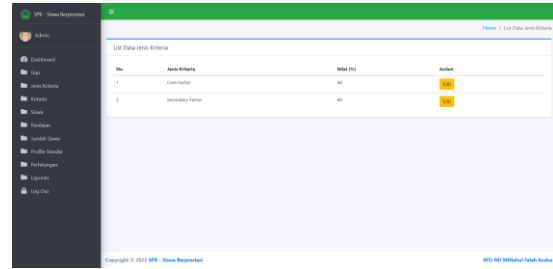 SPK - Siswa Berprestasi
Home / List Data Jenis Kriteria
Admin
List Data Jenis Kriteria
Dashboard
Gap
Jenis Kriteria
Kriteria
Siswa
Penilaian
Jumlah Siswa
Profile Standar
Perhitungan
Laporan
Log Out
No Jenis Kriteria Nilai (%) Action
1 Core Factor 60 Edit
2 Secondary Factor 40 Edit
Copyright © 2022 SPK - Siswa Berprestasi
MTs NU Miftahul Falah Kudus